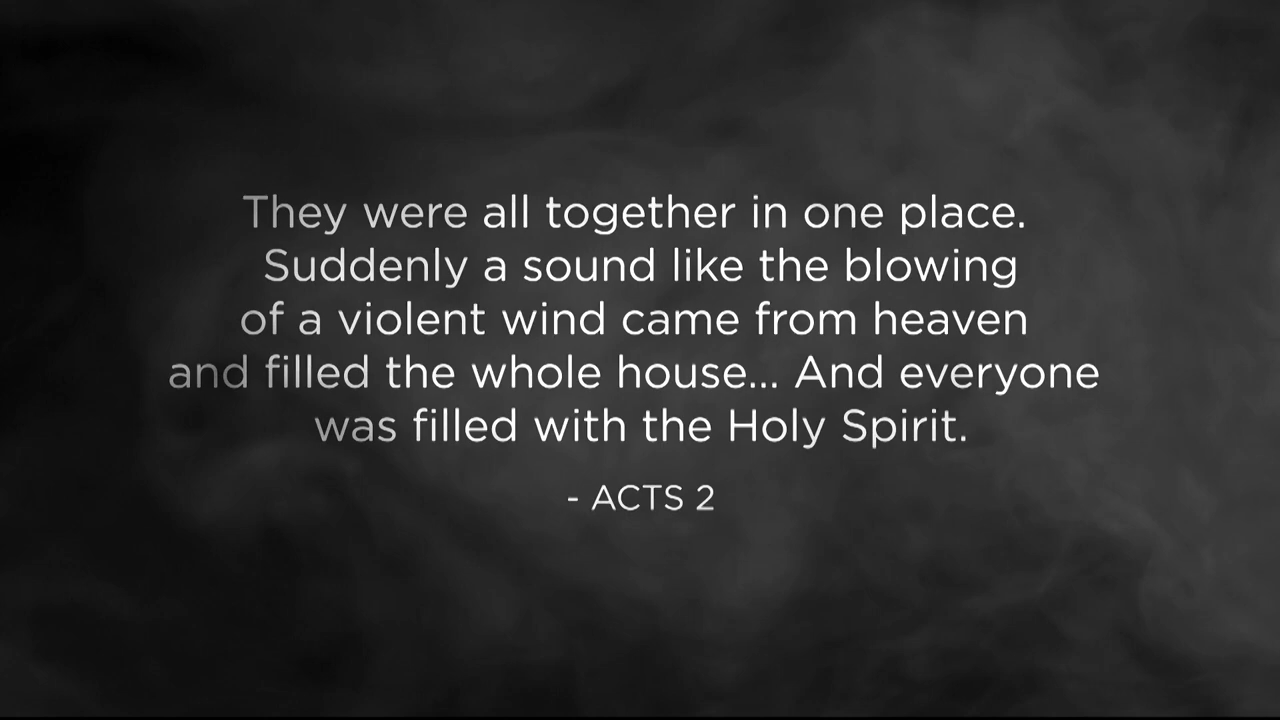 They were all together in one place.
Suddenly a sound like the blowing
of a violent wind came from heaven
and filled the whole house... And everyone
was filled with the Holy Spirit.
- ACTS 2